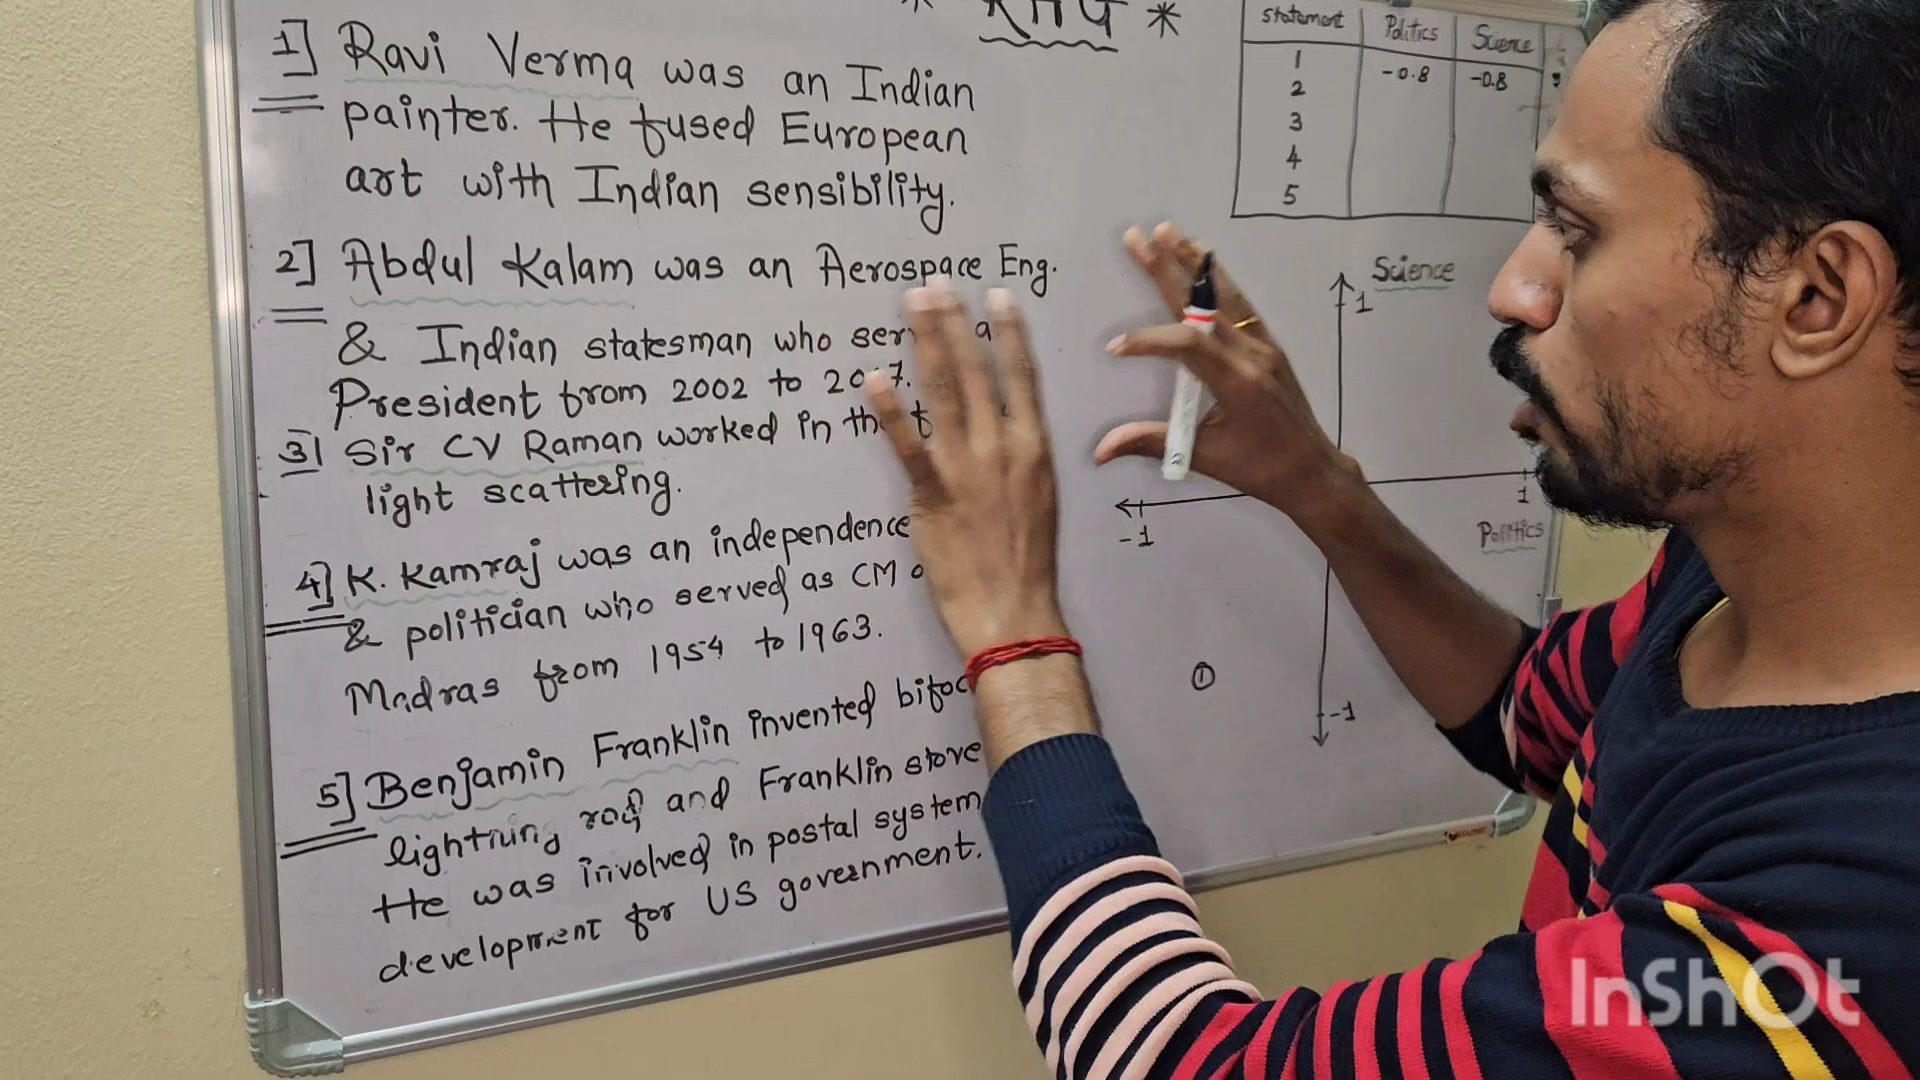 * RAG *
1] Ravi Verma was an Indian
painter. He fused European
art with Indian sensibility.
2] Abdul Kalam was an Aerospace Eng.
& Indian statesman who
President from 2002 to
3] Sir CV Raman worked in
light scattering.
4] K. Kamraj was an independence
& politician who served as CM
Madras from 1954 to 1963.
5] Benjamin Franklin invented
lightning rod and Franklin stove
He was involved in postal system
development for US government.
statement Politics Science
1 -0.8 -0.8
2
3
4
5
Science
1
-1
1
Politics
①
-1
2
InShOt